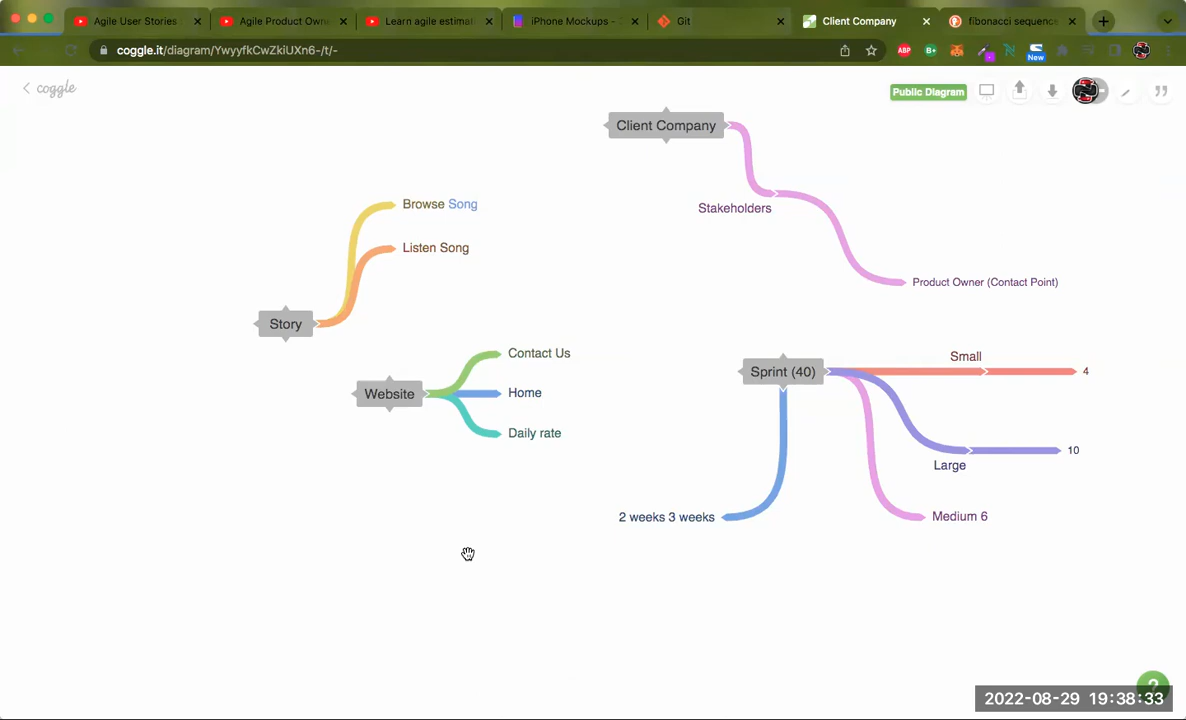 Agile User Stories
Agile Product Owne
Learn agile estimat
iPhone Mockups -
Git
Client Company
fibonacci sequence
coggle.it/diagram/YwyyfkCwZkiUXn6-/t/-
ABP
B+
New
coggle
Public Diagram
Client Company
Stakeholders
Product Owner (Contact Point)
Browse Song
Listen Song
Story
Website
Contact Us
Home
Daily rate
Sprint (40)
Small
4
Large
10
Medium 6
2 weeks 3 weeks
?
2022-08-29 19:38:33